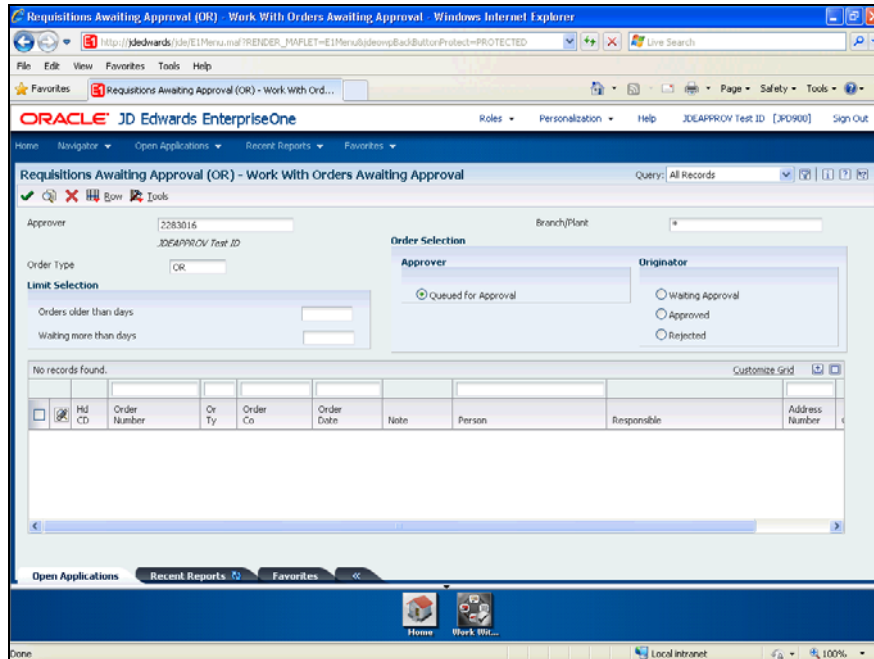 Requisitions Awaiting Approval (OR) - Work With Orders Awaiting Approval - Windows Internet Explorer
http://jdedwards/jde/E1Menu.maf?RENDER_MAFLET=E1Menu&jdeowpBackButtonProtect=PROTECTED Live Search
File Edit View Favorites Tools Help
Favorites Requisitions Awaiting Approval (OR) - Work With Ord... Page Safety Tools
ORACLE JD Edwards EnterpriseOne Roles Personalization Help JDEAPPROV Test ID [JPD900] Sign Out
Home Navigator Open Applications Recent Reports Favorites
Requisitions Awaiting Approval (OR) - Work With Orders Awaiting Approval Query: All Records
Row Tools
Approver 2283016 Branch/Plant *
JDEAPPROV Test ID
Order Selection
Order Type OR
Approver Originator
Limit Selection
Queued for Approval Waiting Approval
Orders older than days Approved
Waiting more than days Rejected
No records found. Customize Grid
Hd CD Order Number Or Ty Order Co Order Date Note Person Responsible Address Number
Open Applications Recent Reports Favorites «
Home Work Wit...
Done Local intranet 100%